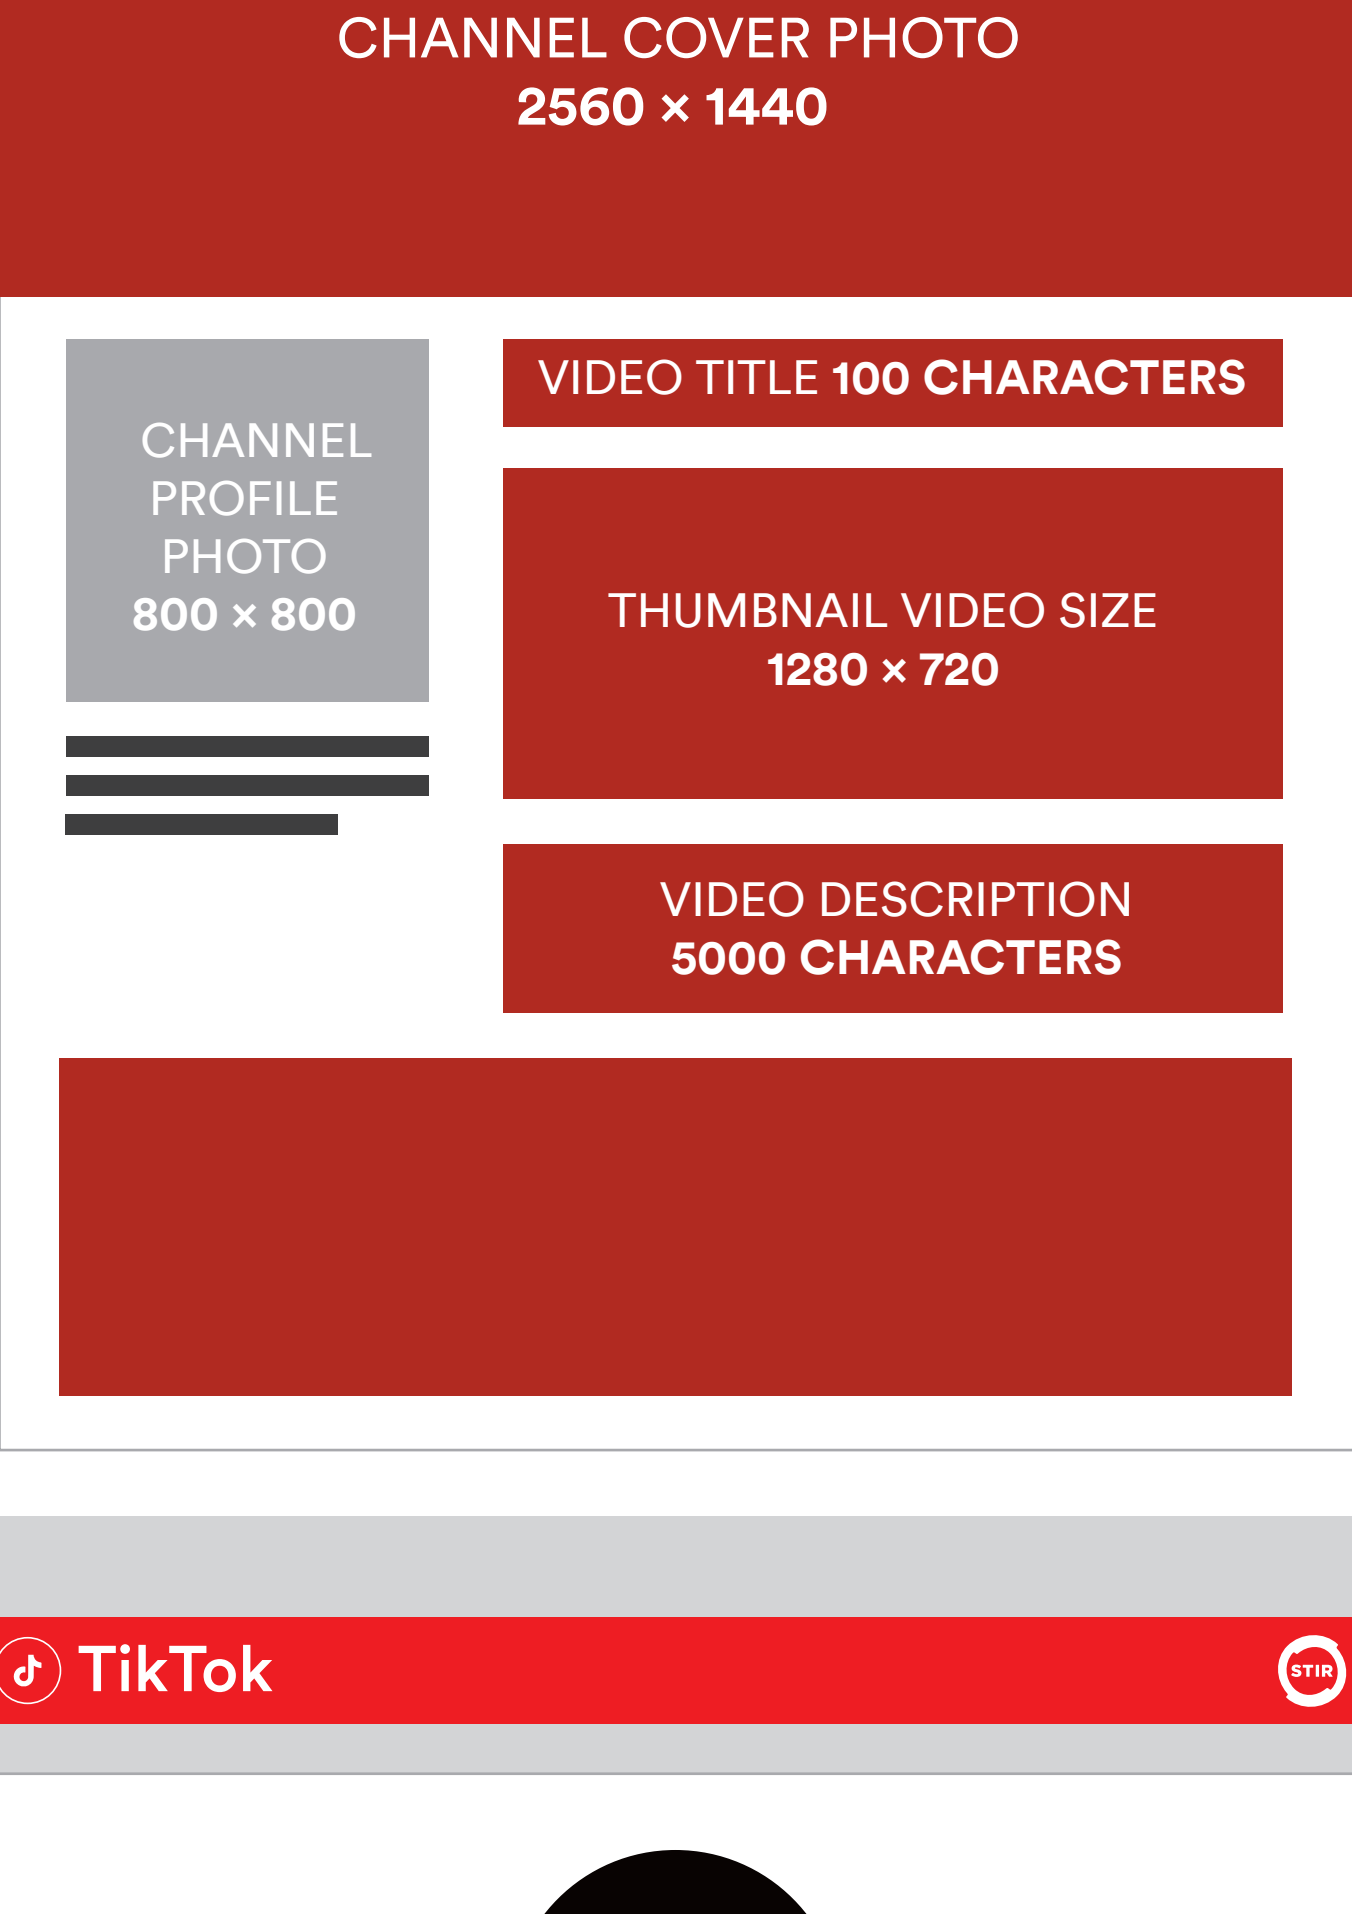 CHANNEL COVER PHOTO
2560 × 1440
CHANNEL
PROFILE
PHOTO
800 × 800
VIDEO TITLE 100 CHARACTERS
THUMBNAIL VIDEO SIZE
1280 × 720
VIDEO DESCRIPTION
5000 CHARACTERS
TikTok
STIR